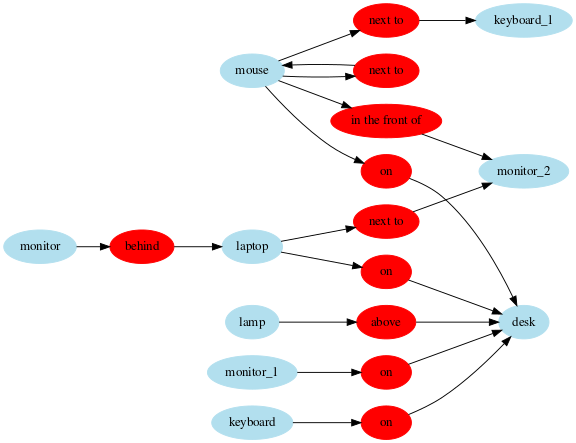 next to
keyboard_1
mouse
next to
in the front of
on
monitor_2
next to
monitor
behind
laptop
on
lamp
above
desk
monitor_1
on
keyboard
on